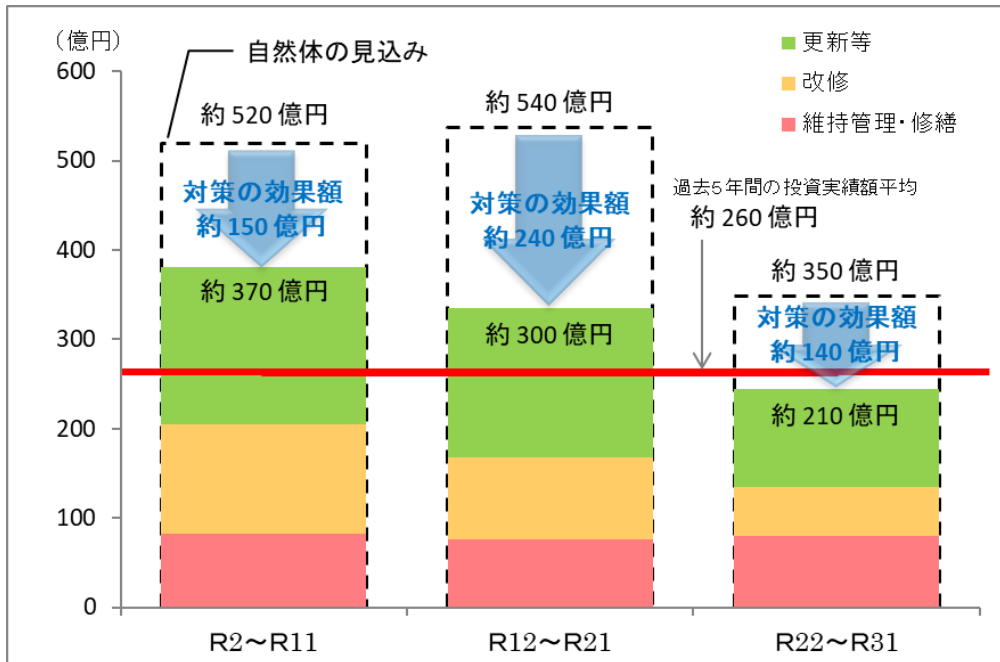 （億円）
自然体の見込み
更新等
改修
維持管理・修繕
600
500
400
300
200
100
0
約 520 億円
対策の効果額
約 150 億円
約 370 億円
約 540 億円
対策の効果額
約 240 億円
約 300 億円
過去5年間の投資実績額平均
約 260 億円
約 350 億円
対策の効果額
約 140 億円
約 210 億円
R2～R11
R12～R21
R22～R31